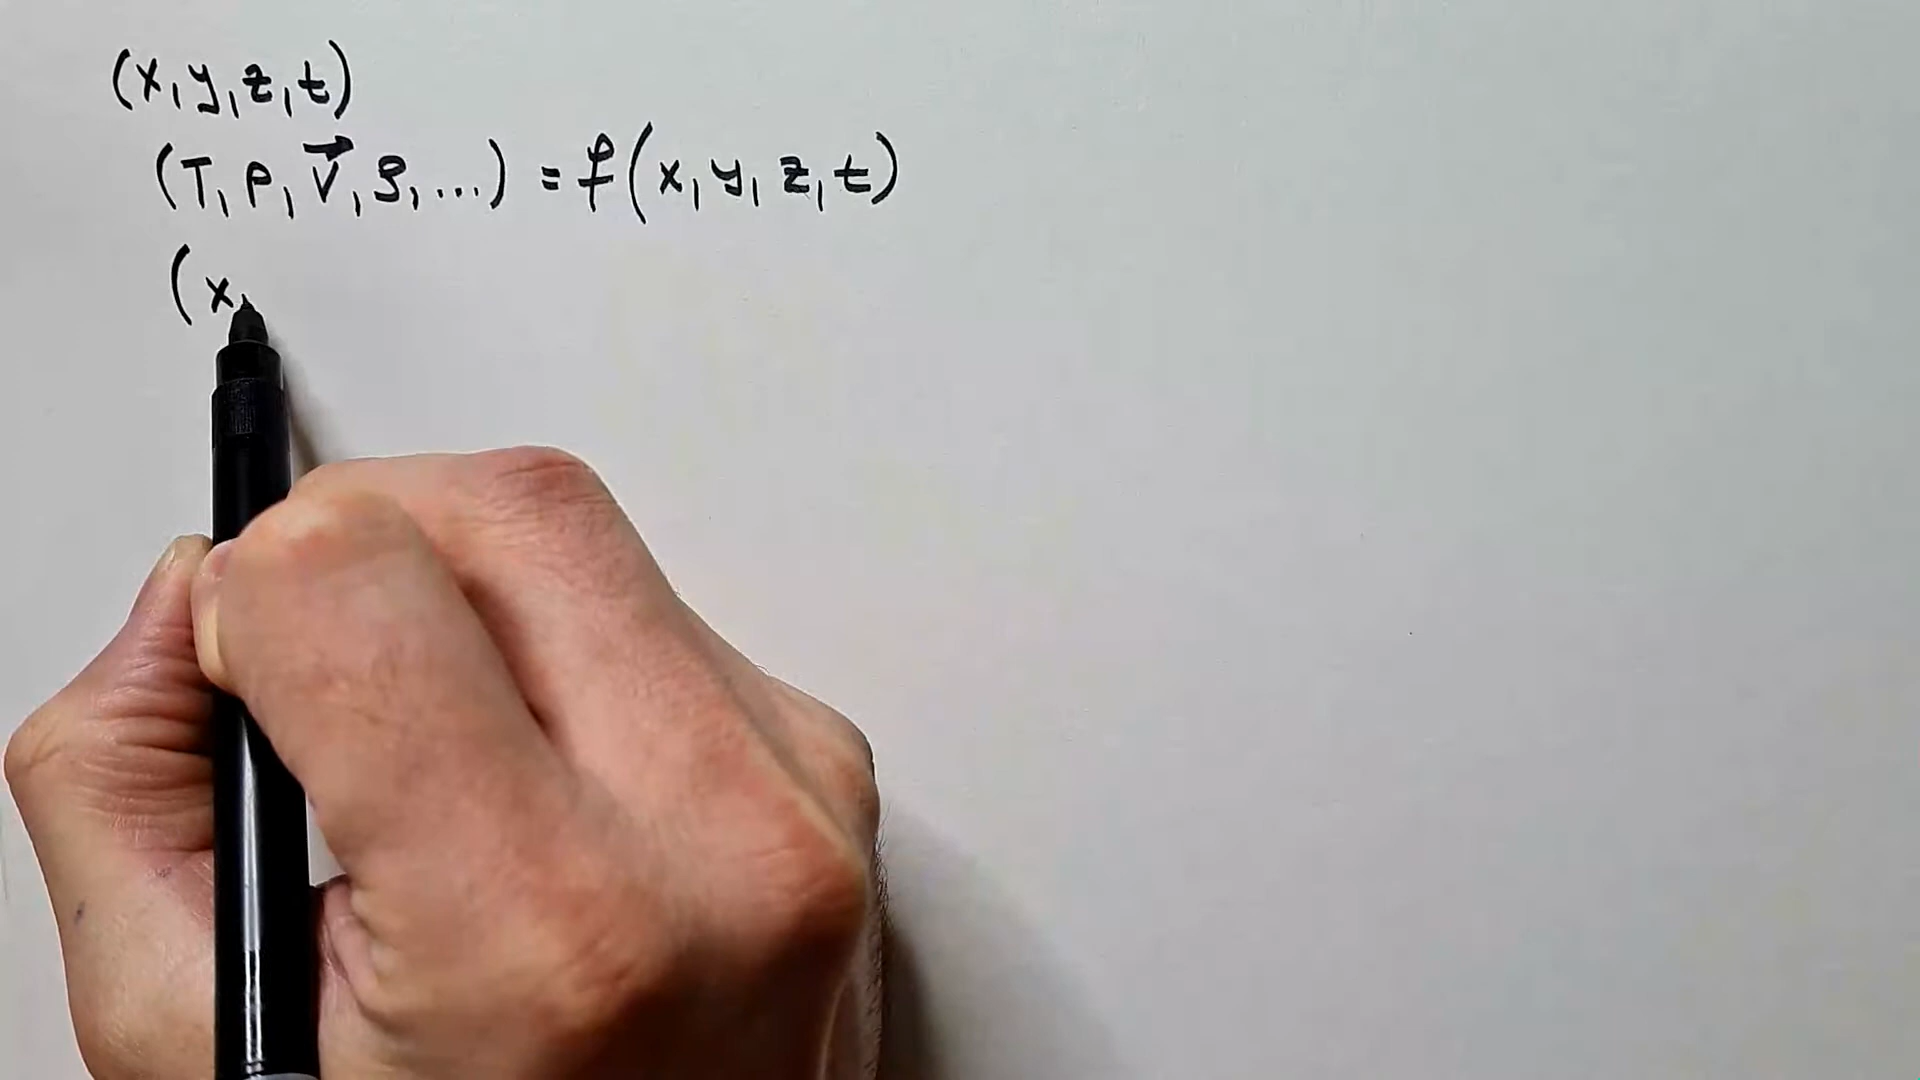 (x, y, z, t)
(T, P, V⃗, ρ, ...) = f(x, y, z, t)
(x,